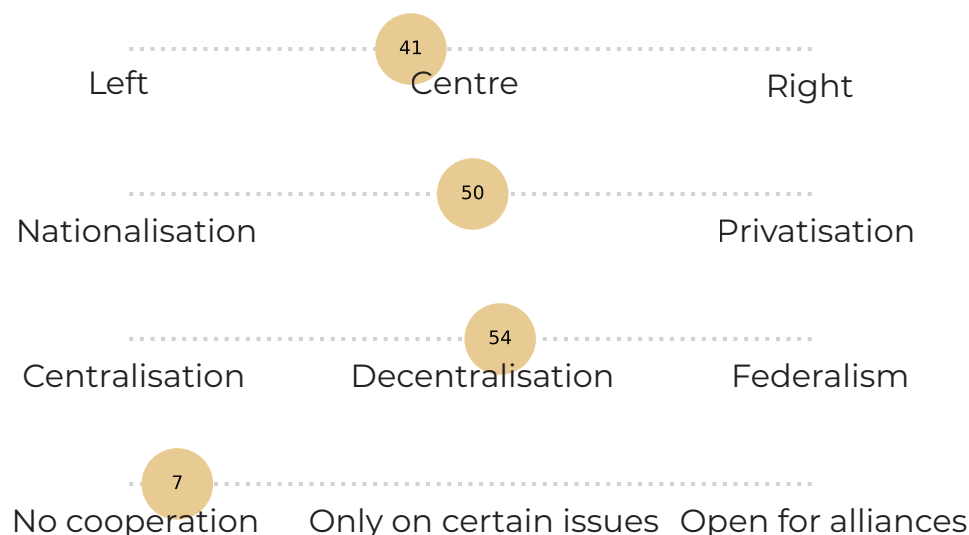 41
Left Centre Right
50
Nationalisation Privatisation
54
Centralisation Decentralisation Federalism
7
No cooperation Only on certain issues Open for alliances